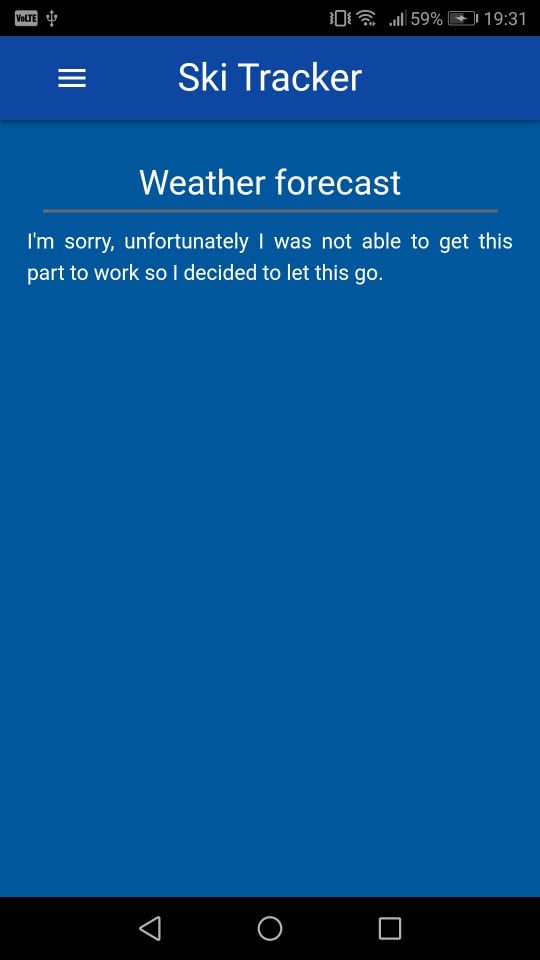 VoLTE 59% 19:31
Ski Tracker
Weather forecast
I'm sorry, unfortunately I was not able to get this
part to work so I decided to let this go.